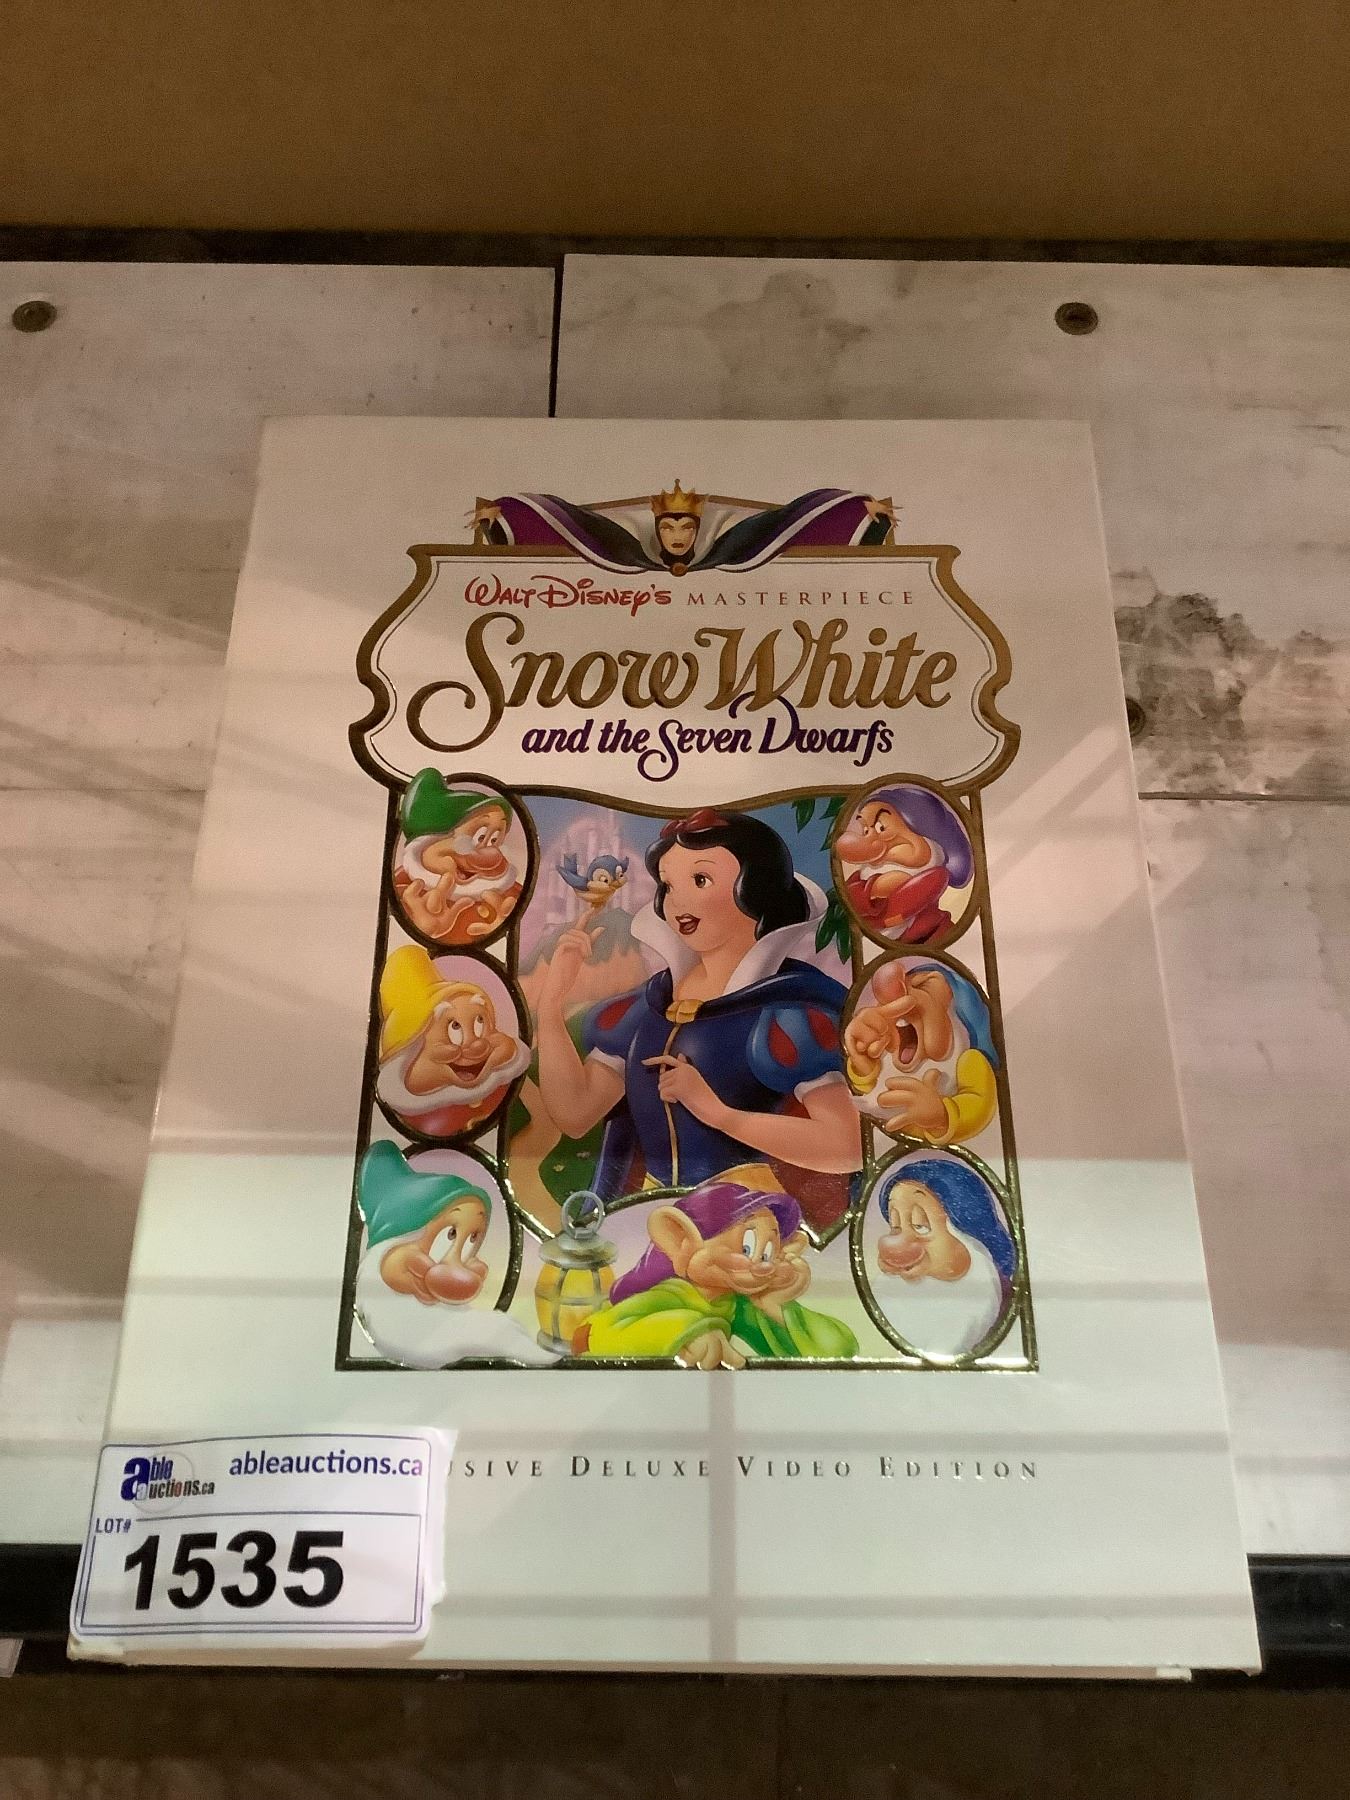 Walt Disney's MASTERPIECE
Snow White
and the Seven Dwarfs
DELUXE VIDEO EDITION
able auctions.ca
ableauctions.ca
LOT#
1535